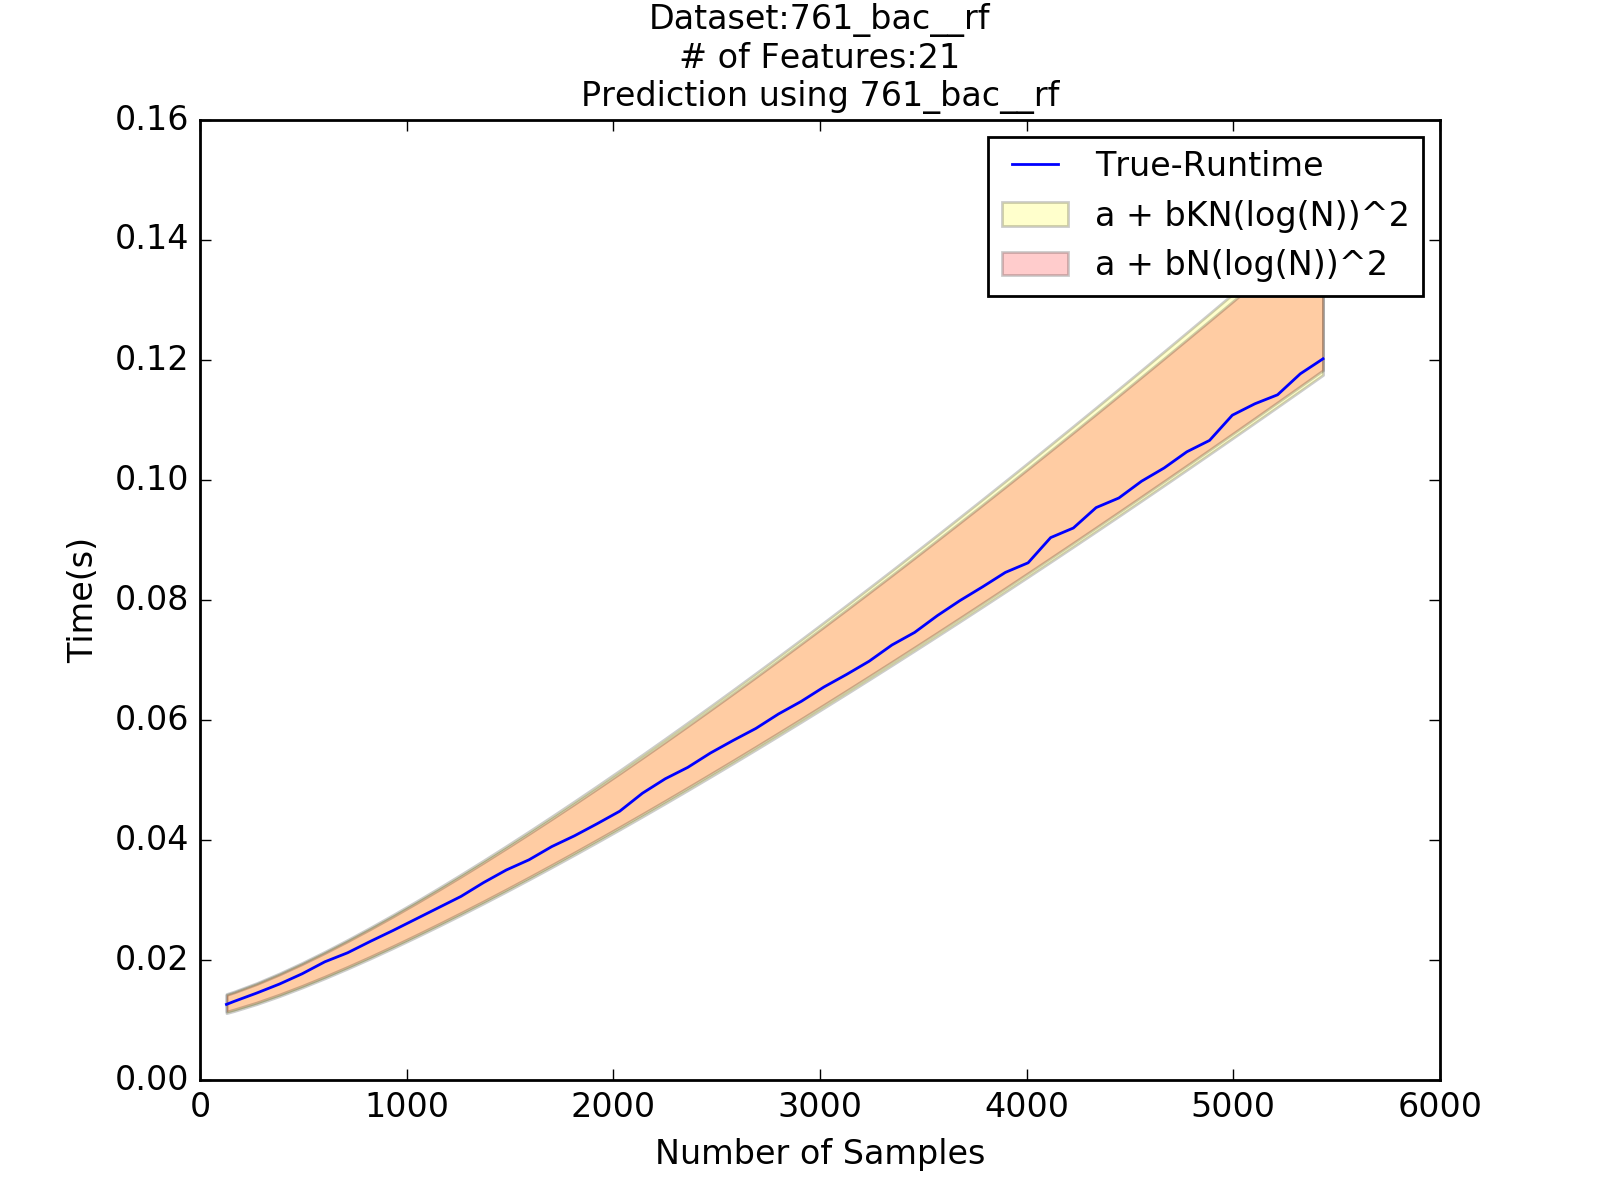 Dataset:761_bac__rf
# of Features:21
Prediction using 761_bac__rf
0.16
0.14
0.12
0.10
0.08
0.06
0.04
0.02
0.00
Time(s)
True-Runtime
a + bKN(log(N))^2
a + bN(log(N))^2
0 1000 2000 3000 4000 5000 6000
Number of Samples